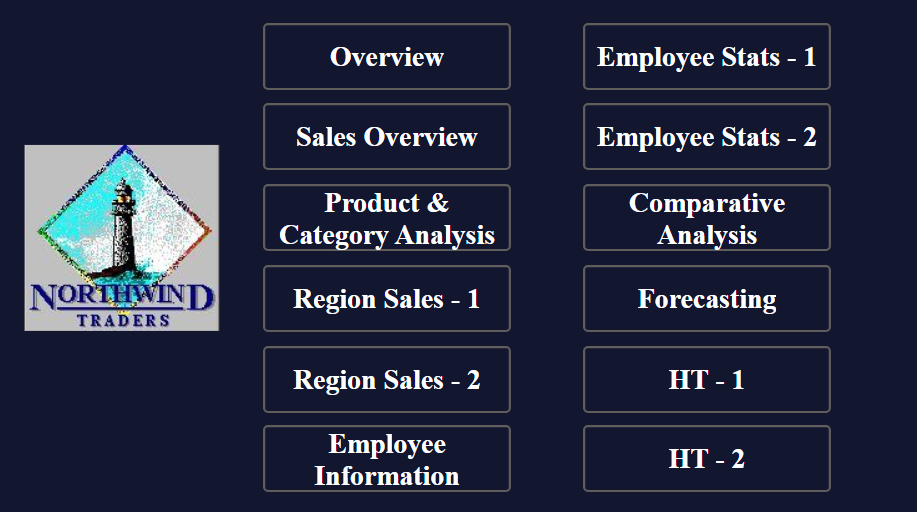 NORTHWIND
TRADERS
Overview
Sales Overview
Product &
Category Analysis
Region Sales - 1
Region Sales - 2
Employee
Information
Employee Stats - 1
Employee Stats - 2
Comparative
Analysis
Forecasting
HT - 1
HT - 2